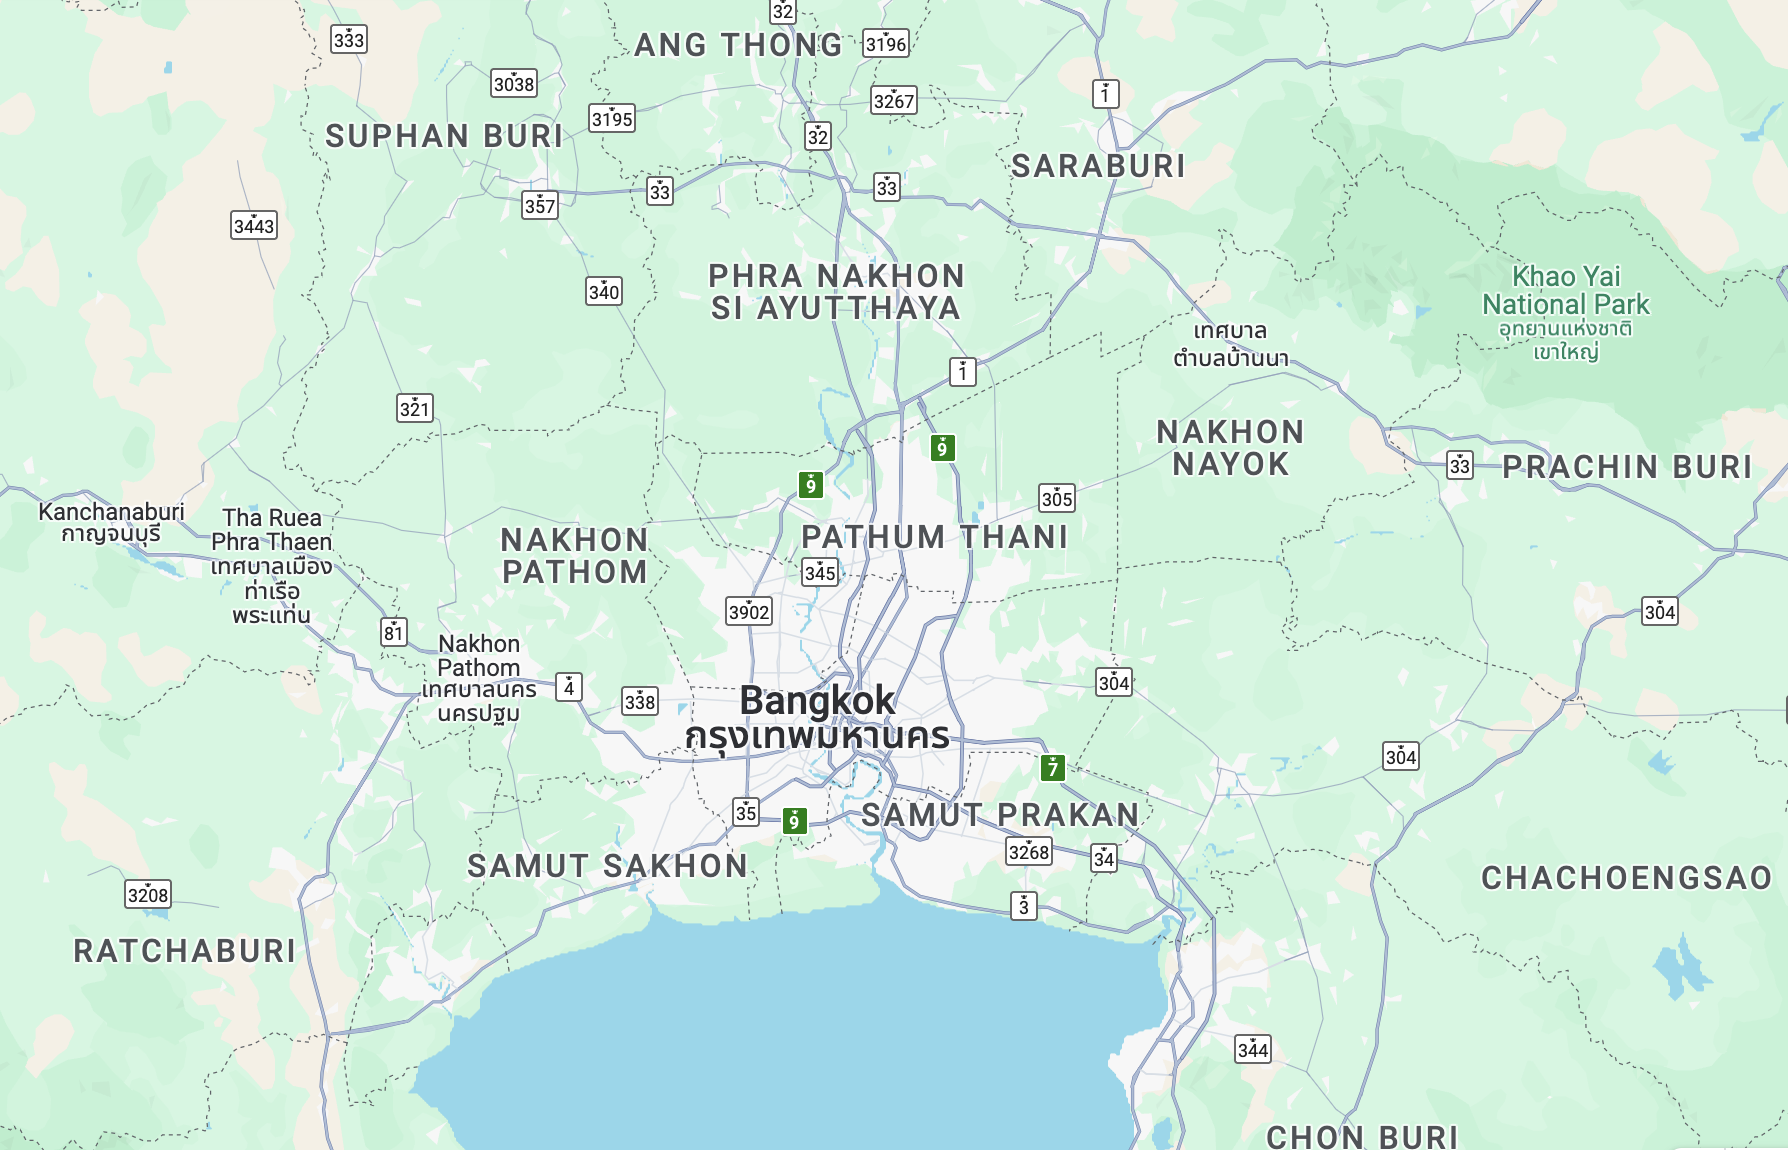 32
333
ANG THONG
3196
3038
3267
1
3195
SUPHAN BURI
32
SARABURI
33
33
357
3443
PHRA NAKHON
SI AYUTTHAYA
340
Khao Yai
National Park
อุทยานแห่งชาติ
เขาใหญ่
เทศบาล
ตำบลบ้านนา
1
321
NAKHON
NAYOK
9
33
PRACHIN BURI
9
305
Kanchanaburi
กาญจนบุรี
Tha Ruea
Phra Thaen
เทศบาลเมือง
ท่าเรือ
พระแท่น
NAKHON
PATHOM
PATHUM THANI
345
3902
304
81
Nakhon
Pathom
เทศบาลนคร
นครปฐม
4
338
304
Bangkok
กรุงเทพมหานคร
304
7
35
9
SAMUT PRAKAN
3268
34
SAMUT SAKHON
CHACHOENGSAO
3208
3
RATCHABURI
344
CHON BURI